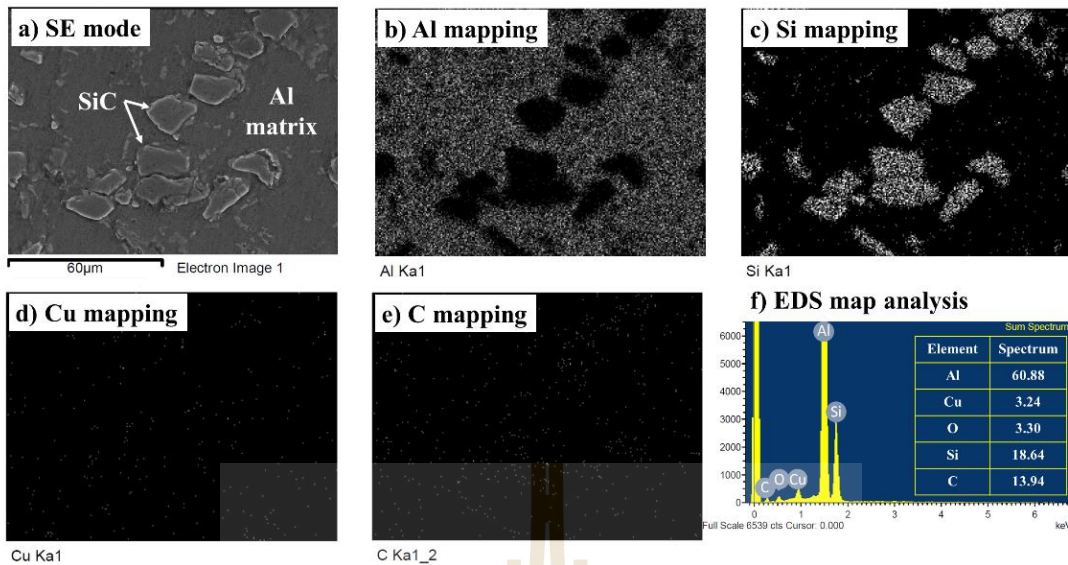 a) SE mode
SiC
Al
matrix
60µm
Electron Image 1
b) Al mapping
Al Ka1
c) Si mapping
Si Ka1
d) Cu mapping
Cu Ka1
e) C mapping
C Ka1_2
f) EDS map analysis
Sum Spectrum
6000
5000
4000
3000
2000
1000
0
Al
Si
C
O
Cu
Element Spectrum
Al 60.88
Cu 3.24
O 3.30
Si 18.64
C 13.94
0 1 2 3 4 5 6
Full Scale 6539 cts Cursor: 0.000
keV